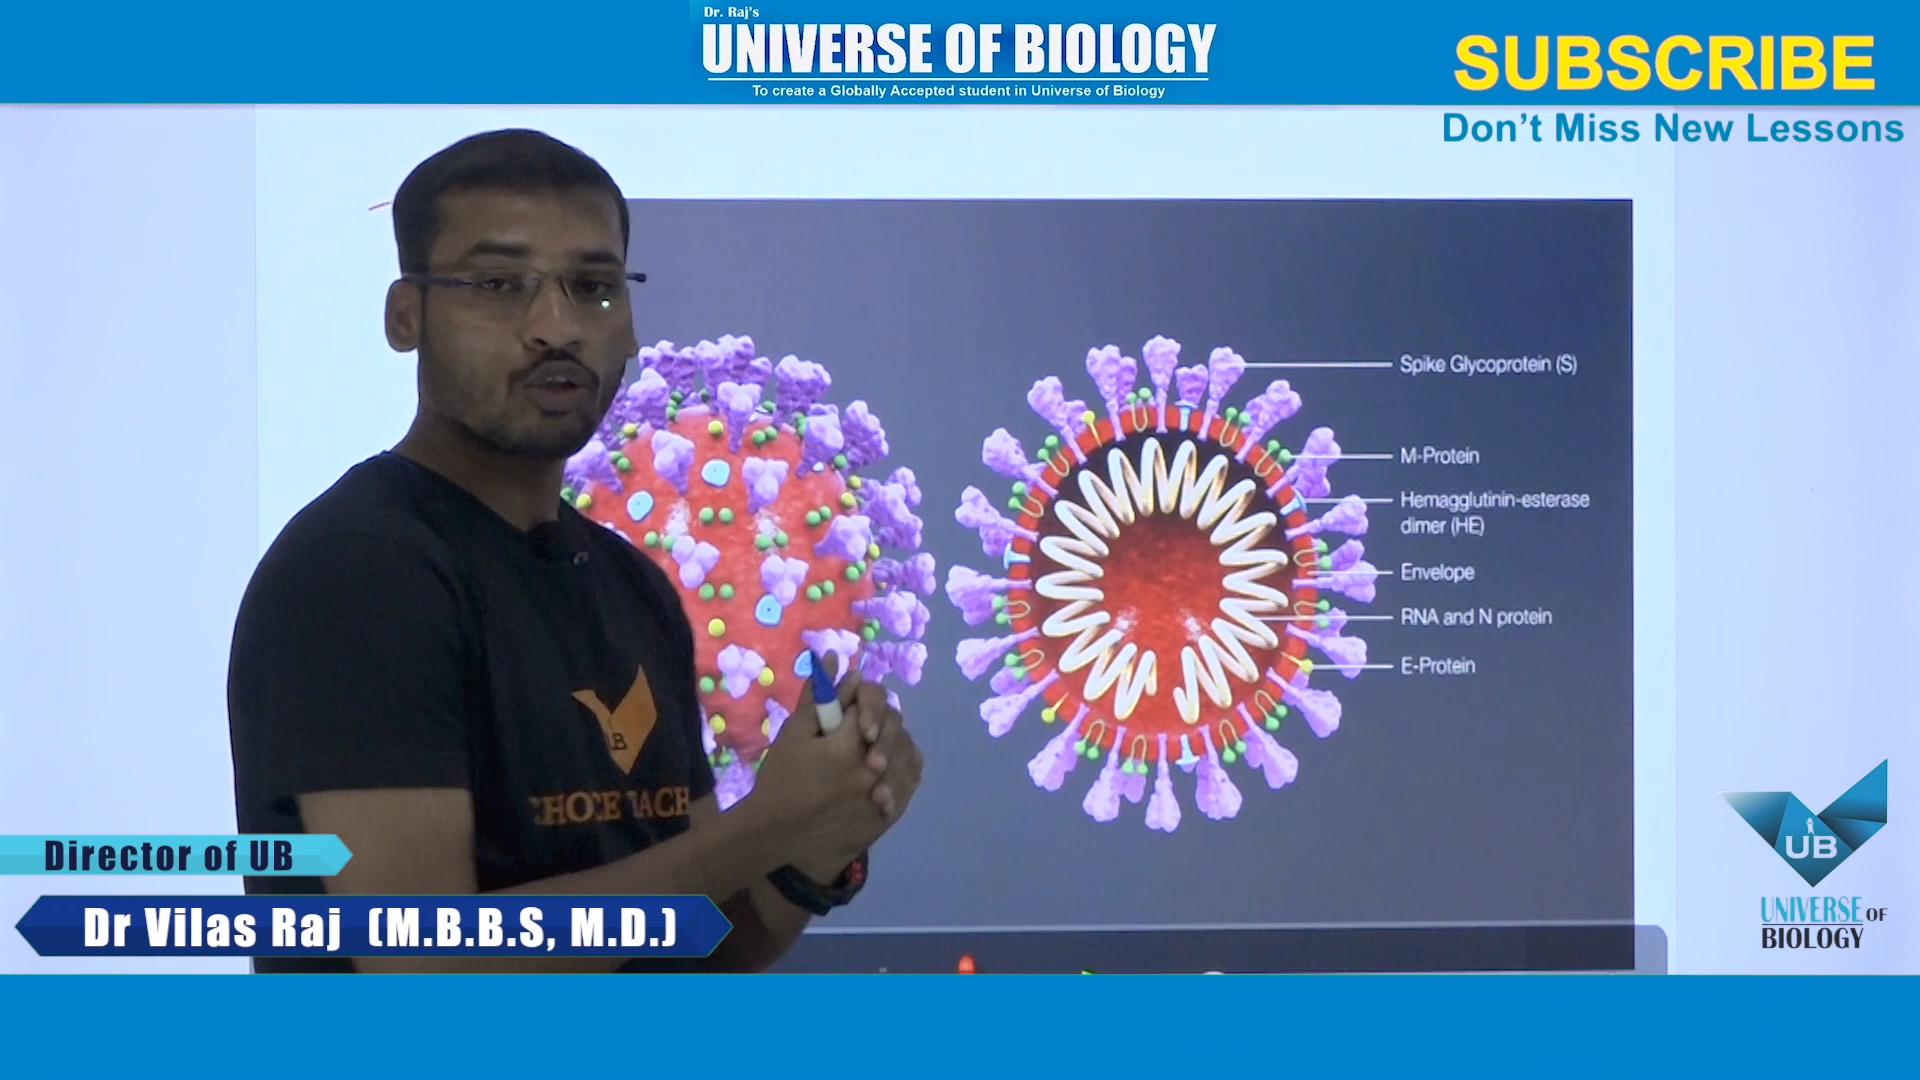 Dr. Raj's
UNIVERSE OF BIOLOGY
To create a Globally Accepted student in Universe of Biology
SUBSCRIBE
Don't Miss New Lessons
Spike Glycoprotein (S)
M-Protein
Hemagglutinin-esterase
dimer (HE)
Envelope
RNA and N protein
E-Protein
Director of UB
Dr Vilas Raj (M.B.B.S, M.D.)
UB
UNIVERSE OF
BIOLOGY